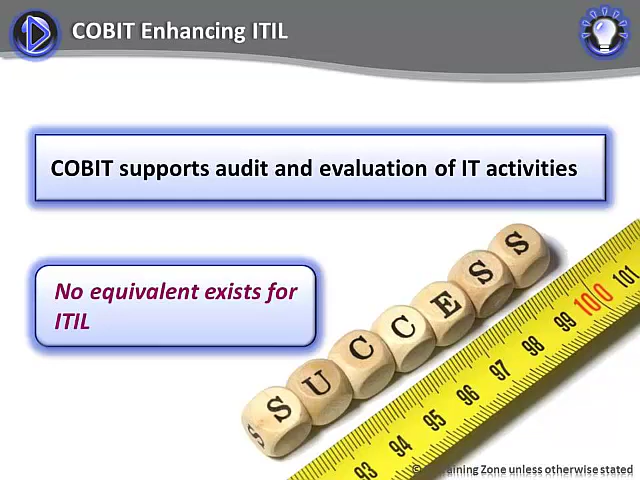 COBIT Enhancing ITIL
COBIT supports audit and evaluation of IT activities
No equivalent exists for
ITIL
SUCCESS
S
93 94 95 96 97 98 99 100 101
© raining Zone unless otherwise stated